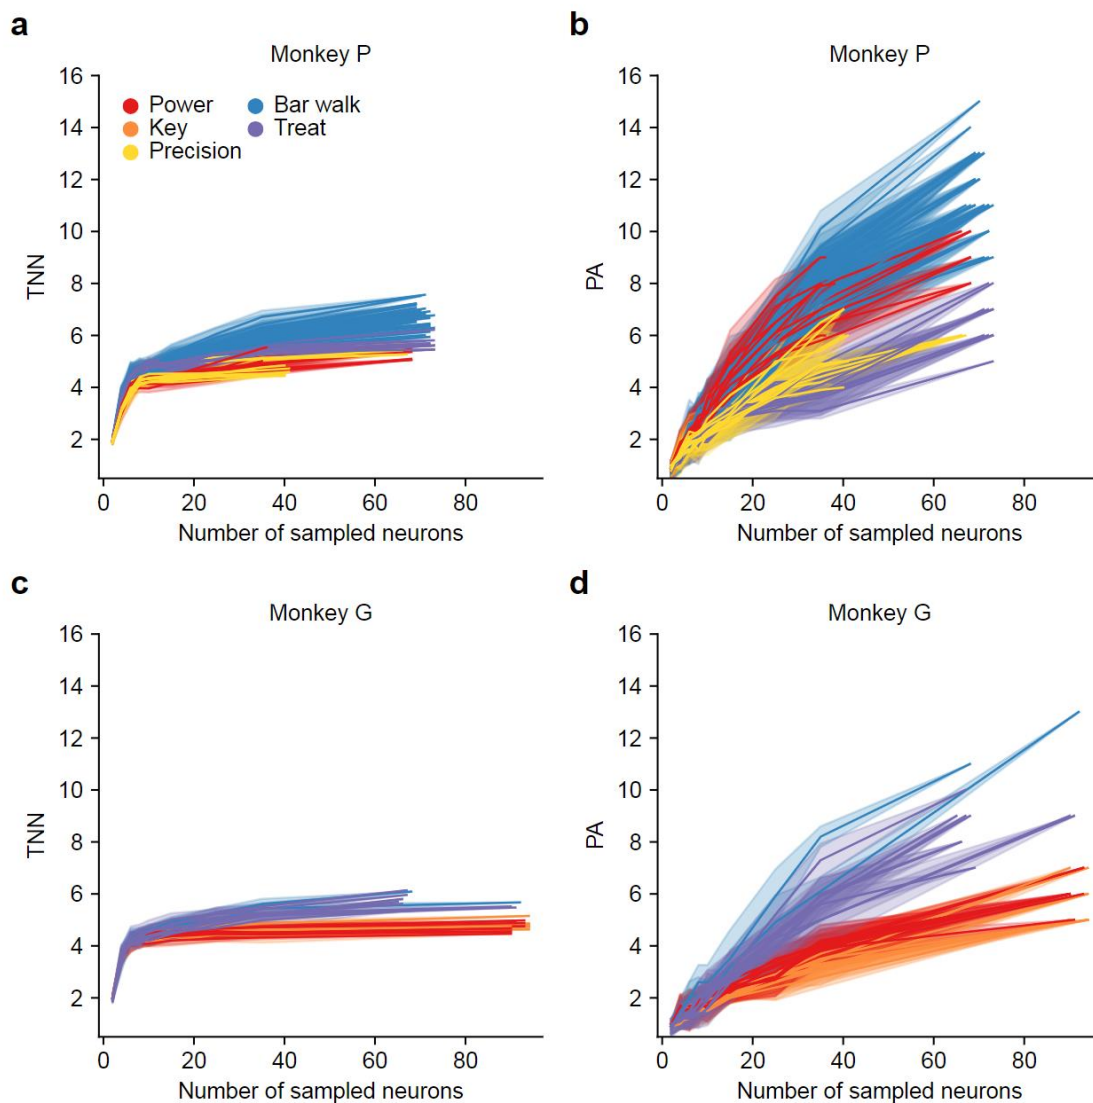 a
Monkey P
16
14
12
10
8
6
4
2
TNN
Power
Key
Precision
Bar walk
Treat
0 20 40 60 80
Number of sampled neurons
b
Monkey P
16
14
12
10
8
6
4
2
PA
0 20 40 60 80
Number of sampled neurons
c
Monkey G
16
14
12
10
8
6
4
2
TNN
0 20 40 60 80
Number of sampled neurons
d
Monkey G
16
14
12
10
8
6
4
2
PA
0 20 40 60 80
Number of sampled neurons